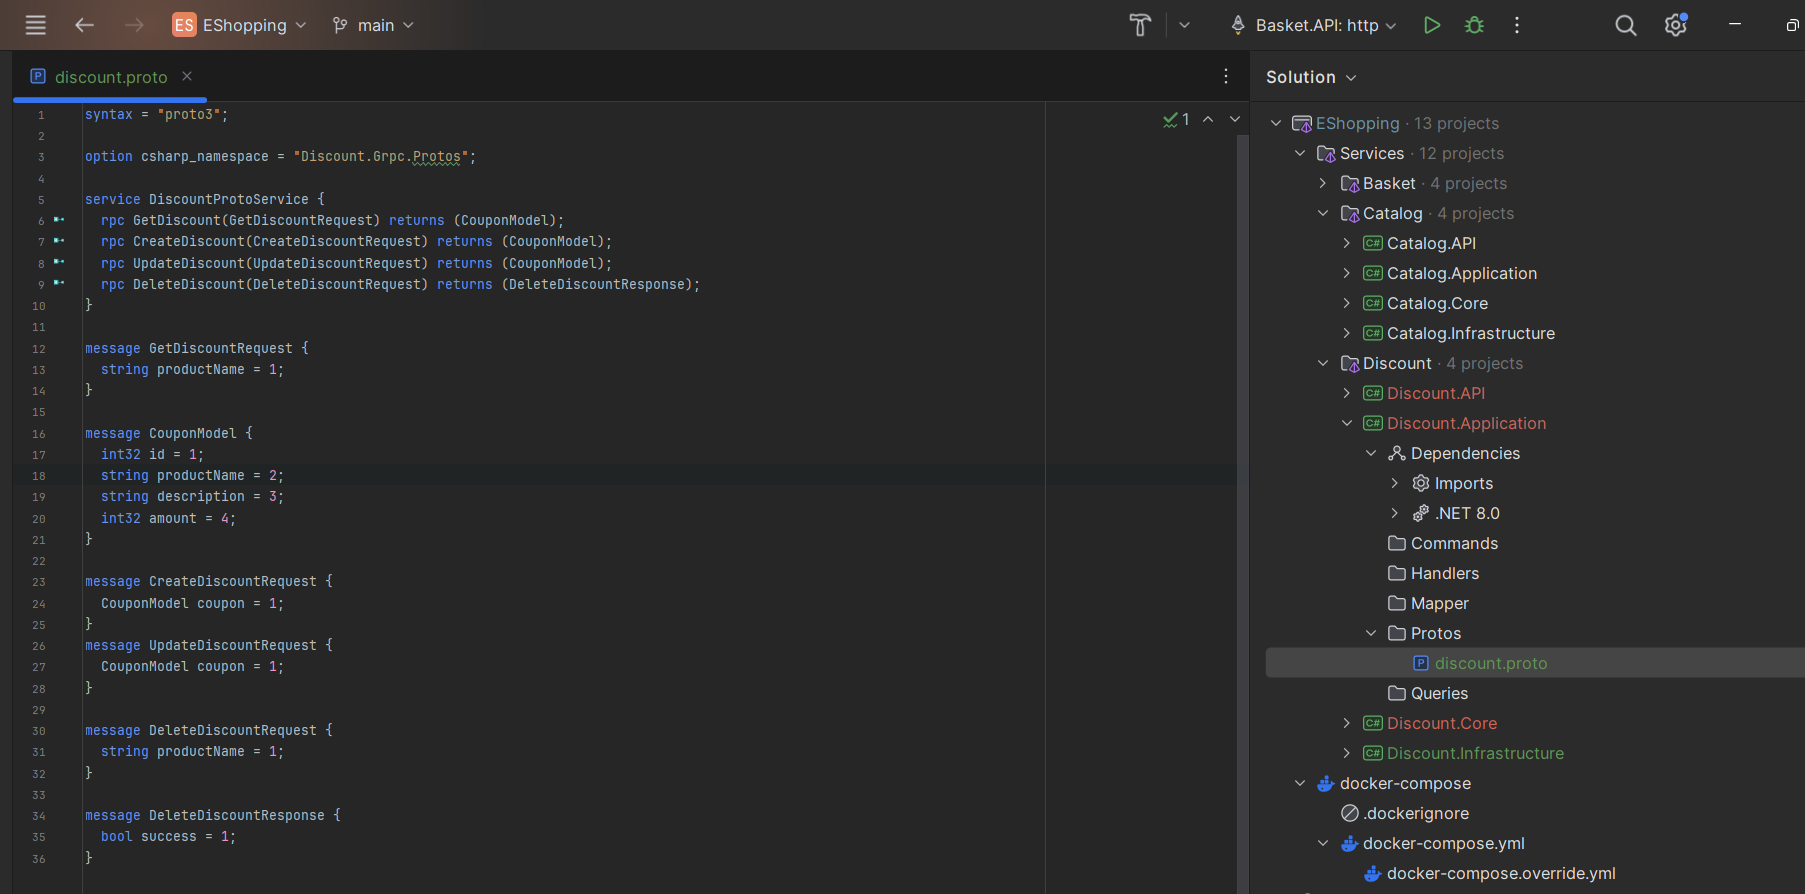 ES EShopping main Basket.API: http
discount.proto
Solution
1 syntax = "proto3";
1
2
3 option csharp_namespace = "Discount.Grpc.Protos";
4
5 service DiscountProtoService {
6 rpc GetDiscount(GetDiscountRequest) returns (CouponModel);
7 rpc CreateDiscount(CreateDiscountRequest) returns (CouponModel);
8 rpc UpdateDiscount(UpdateDiscountRequest) returns (CouponModel);
9 rpc DeleteDiscount(DeleteDiscountRequest) returns (DeleteDiscountResponse);
10 }
11
12 message GetDiscountRequest {
13 string productName = 1;
14 }
15
16 message CouponModel {
17 int32 id = 1;
18 string productName = 2;
19 string description = 3;
20 int32 amount = 4;
21 }
22
23 message CreateDiscountRequest {
24 CouponModel coupon = 1;
25 }
26 message UpdateDiscountRequest {
27 CouponModel coupon = 1;
28 }
29
30 message DeleteDiscountRequest {
31 string productName = 1;
32 }
33
34 message DeleteDiscountResponse {
35 bool success = 1;
36 }
EShopping · 13 projects
Services · 12 projects
Basket · 4 projects
Catalog · 4 projects
C# Catalog.API
C# Catalog.Application
C# Catalog.Core
C# Catalog.Infrastructure
Discount · 4 projects
C# Discount.API
C# Discount.Application
Dependencies
Imports
.NET 8.0
Commands
Handlers
Mapper
Protos
P discount.proto
Queries
C# Discount.Core
C# Discount.Infrastructure
docker-compose
.dockerignore
docker-compose.yml
docker-compose.override.yml